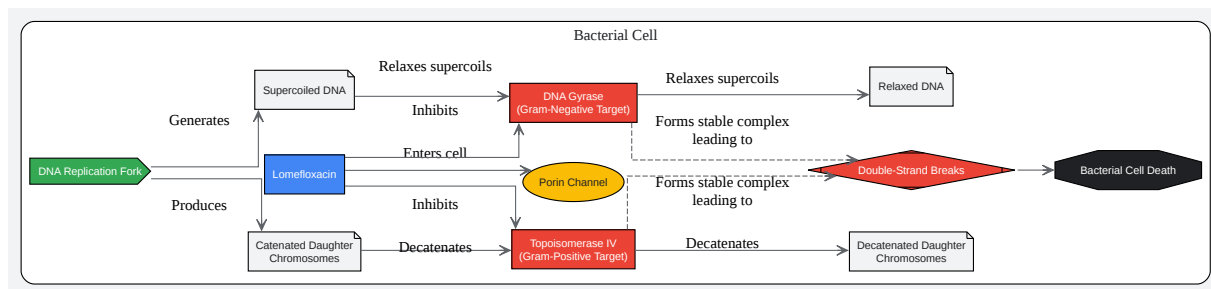 Bacterial Cell
Relaxes supercoils
Supercoiled DNA
Inhibits
DNA Gyrase
(Gram-Negative Target)
Relaxes supercoils
Relaxed DNA
Generates
Forms stable complex
leading to
Enters cell
DNA Replication Fork
Lomefloxacin
Porin Channel
Double-Strand Breaks
Bacterial Cell Death
Forms stable complex
leading to
Produces
Inhibits
Catenated Daughter
Chromosomes
Decatenates
Topoisomerase IV
(Gram-Positive Target)
Decatenates
Decatenated Daughter
Chromosomes